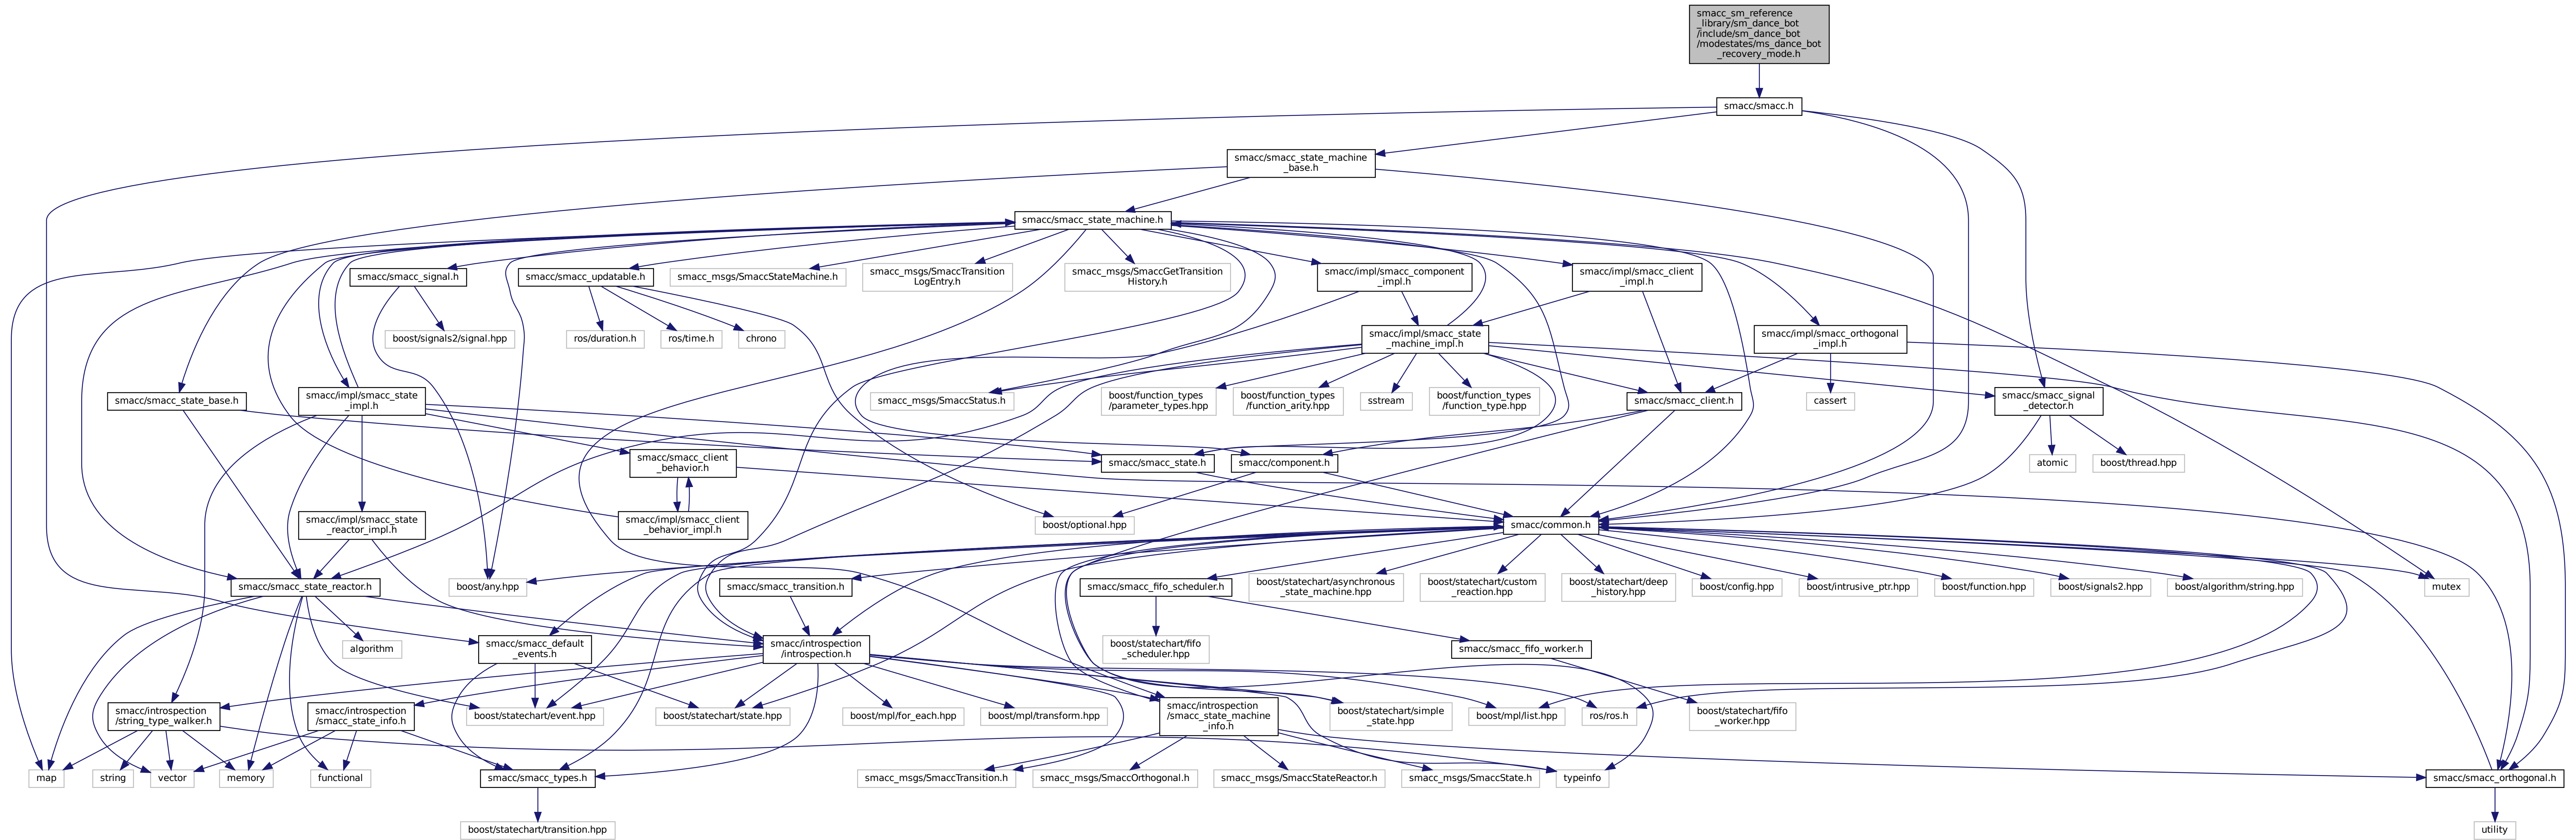 smacc_sm_reference
_library/sm_dance_bot
/include/sm_dance_bot
/modestates/ms_dance_bot
_recovery_mode.h
smacc/smacc.h
smacc/smacc_state_machine
_base.h
smacc/smacc_state_machine.h
smacc/smacc_signal.h
smacc/smacc_updatable.h
smacc_msgs/SmaccStateMachine.h
smacc_msgs/SmaccTransition
LogEntry.h
smacc_msgs/SmaccGetTransition
History.h
smacc/impl/smacc_component
_impl.h
smacc/impl/smacc_client
_impl.h
boost/signals2/signal.hpp
ros/duration.h
ros/time.h
chrono
smacc/impl/smacc_state
_machine_impl.h
smacc/impl/smacc_orthogonal
_impl.h
smacc/smacc_state_base.h
smacc/impl/smacc_state
_impl.h
smacc_msgs/SmaccStatus.h
boost/function_types
/parameter_types.hpp
boost/function_types
/function_arity.hpp
sstream
boost/function_types
/function_type.hpp
smacc/smacc_client.h
cassert
smacc/smacc_signal
_detector.h
smacc/smacc_client
_behavior.h
smacc/smacc_state.h
smacc/component.h
atomic
boost/thread.hpp
smacc/impl/smacc_state
_reactor_impl.h
smacc/impl/smacc_client
_behavior_impl.h
boost/optional.hpp
smacc/common.h
smacc/smacc_state_reactor.h
boost/any.hpp
smacc/smacc_transition.h
smacc/smacc_fifo_scheduler.h
boost/statechart/asynchronous
_state_machine.hpp
boost/statechart/custom
_reaction.hpp
boost/statechart/deep
_history.hpp
boost/config.hpp
boost/intrusive_ptr.hpp
boost/function.hpp
boost/signals2.hpp
boost/algorithm/string.hpp
mutex
algorithm
smacc/smacc_default
_events.h
smacc/introspection
/introspection.h
boost/statechart/fifo
_scheduler.hpp
smacc/smacc_fifo_worker.h
smacc/introspection
/string_type_walker.h
smacc/introspection
/smacc_state_info.h
boost/statechart/event.hpp
boost/statechart/state.hpp
boost/mpl/for_each.hpp
boost/mpl/transform.hpp
smacc/introspection
/smacc_state_machine
_info.h
boost/statechart/simple
_state.hpp
boost/mpl/list.hpp
ros/ros.h
boost/statechart/fifo
_worker.hpp
map
string
vector
memory
functional
smacc/smacc_types.h
smacc_msgs/SmaccTransition.h
smacc_msgs/SmaccOrthogonal.h
smacc_msgs/SmaccStateReactor.h
smacc_msgs/SmaccState.h
typeinfo
smacc/smacc_orthogonal.h
boost/statechart/transition.hpp
utility